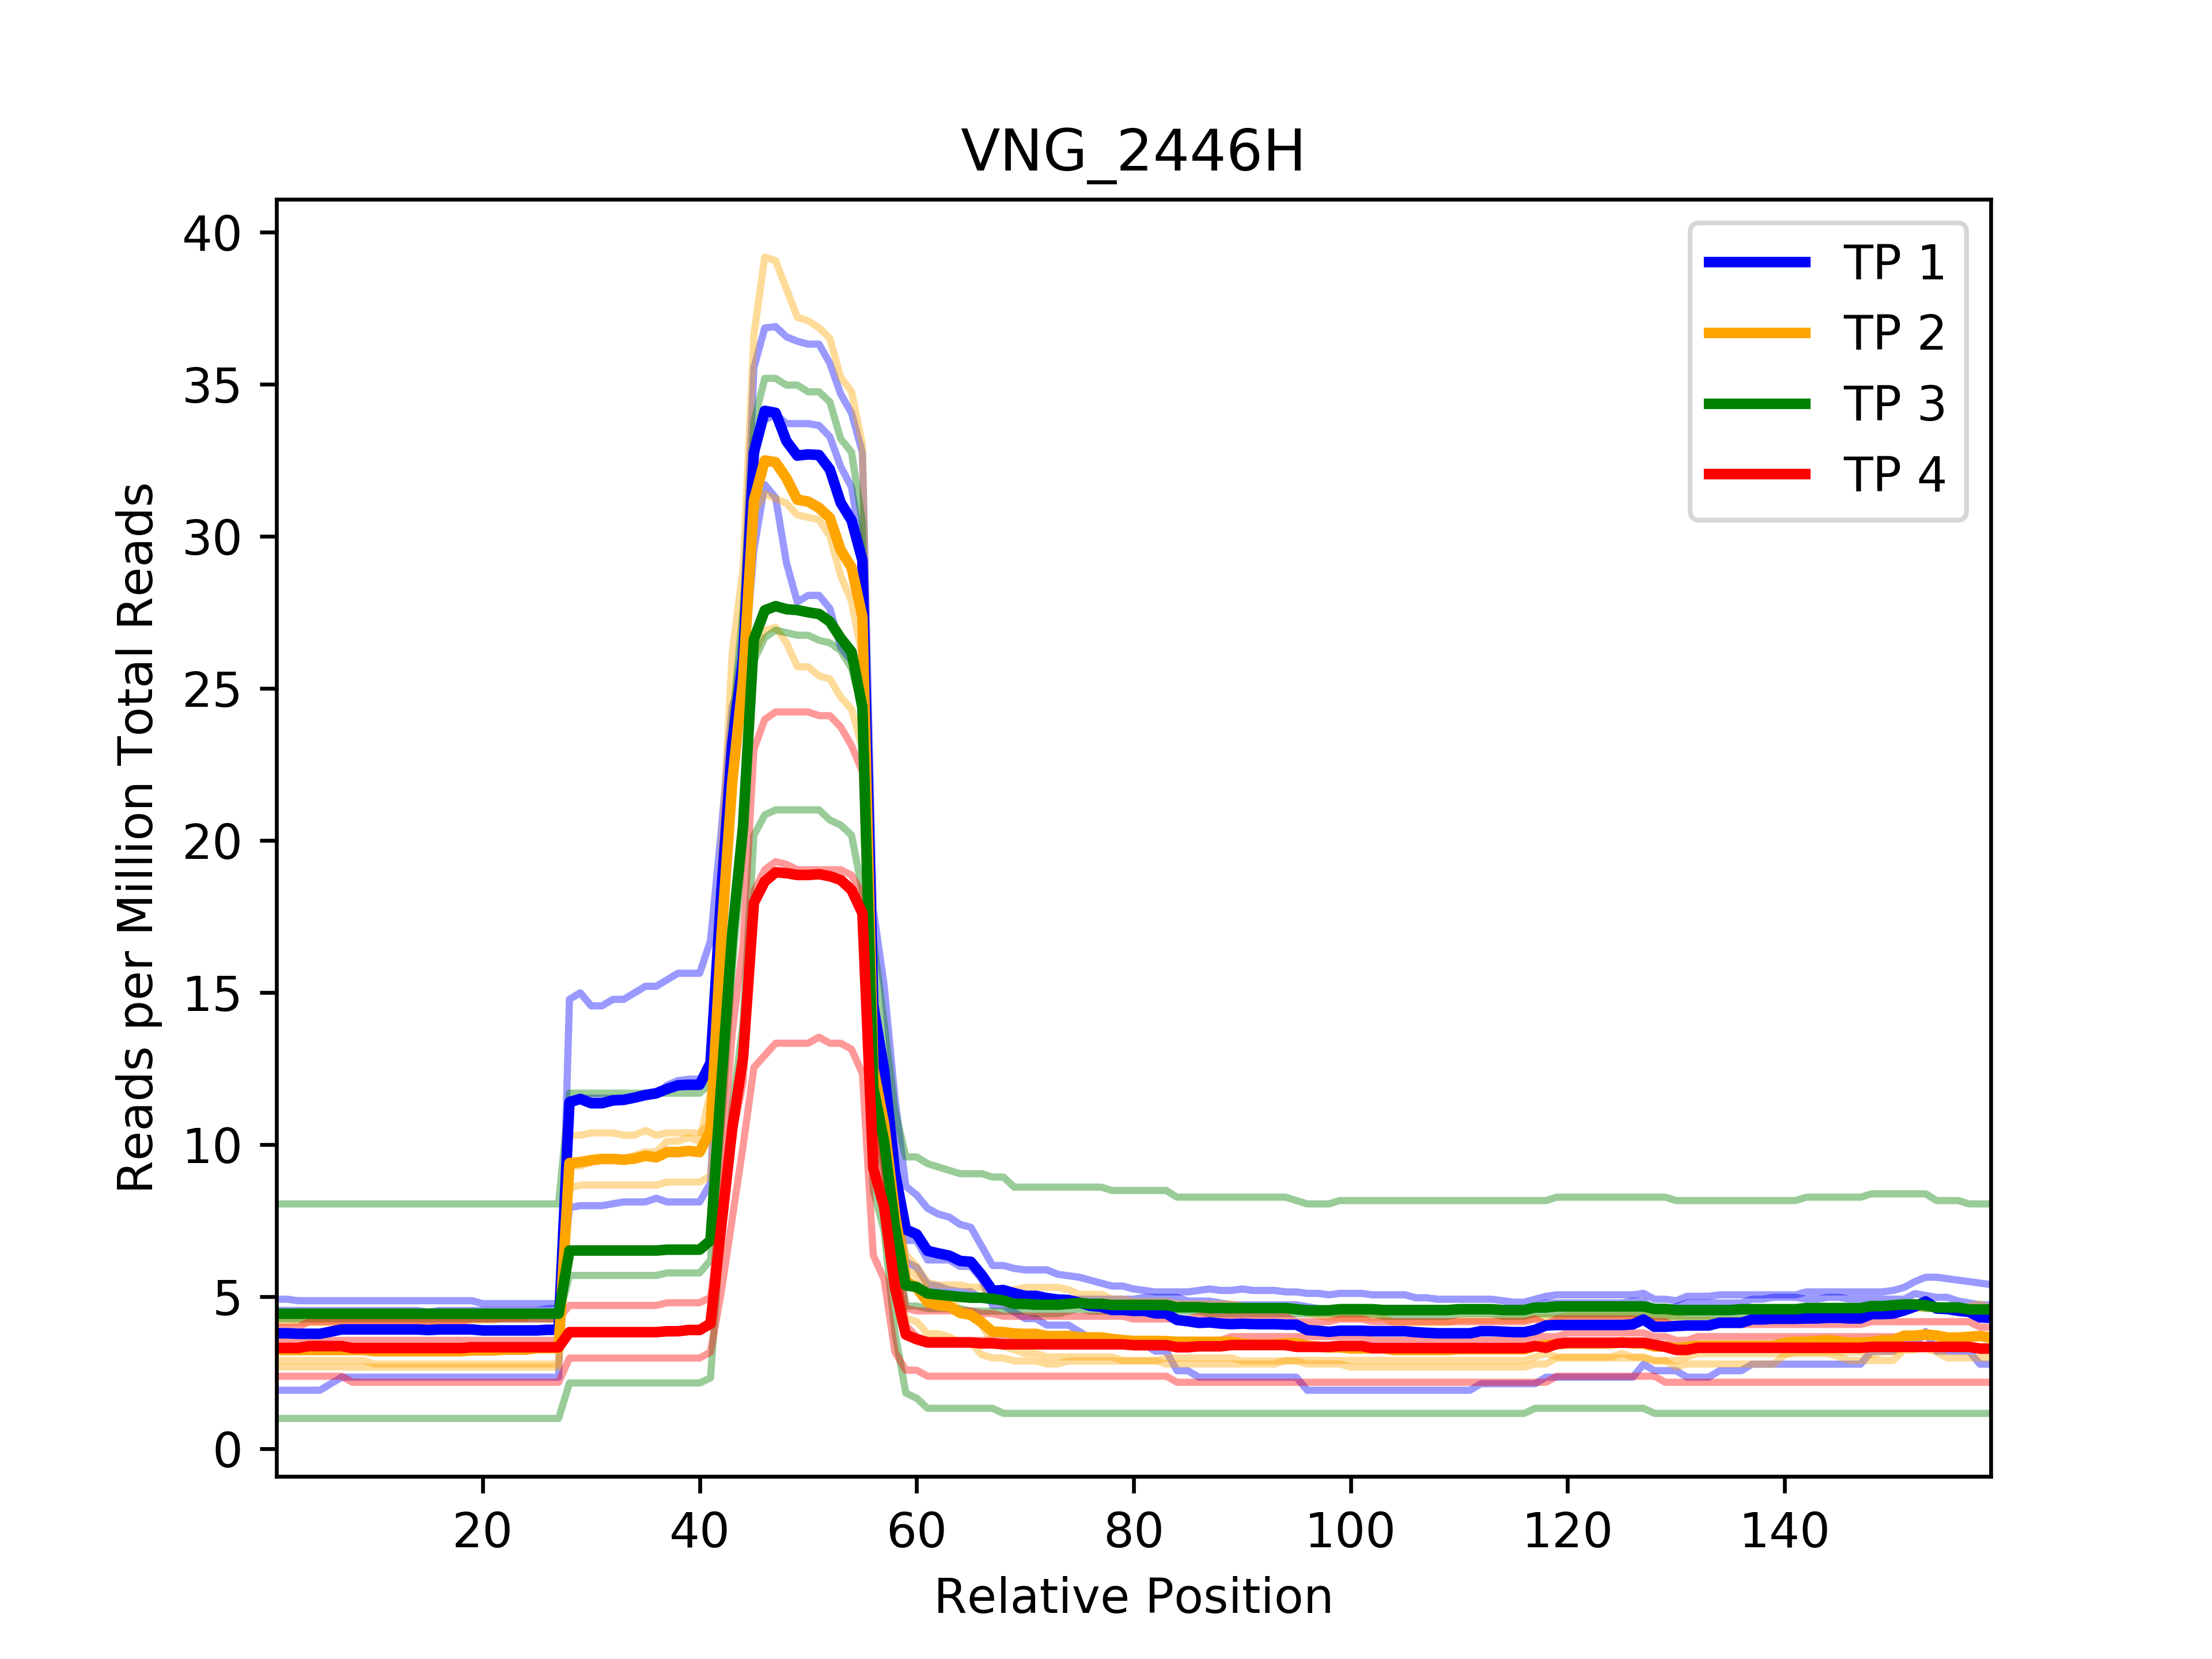 VNG_2446H
40
35
30
25
20
15
10
5
0
Reads per Million Total Reads
TP 1
TP 2
TP 3
TP 4
20 40 60 80 100 120 140
Relative Position